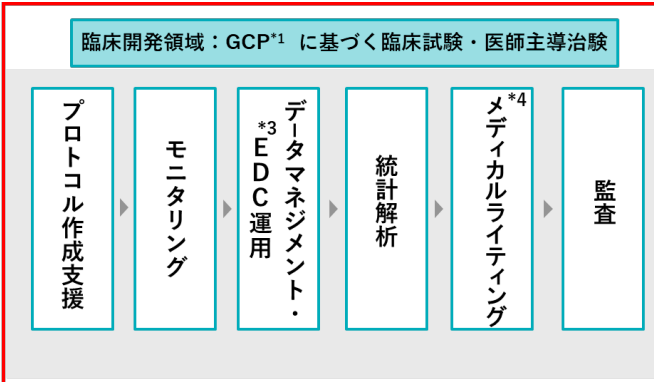 臨床開発領域：GCP*1 に基づく臨床試験・医師主導治験
プロトコル作成支援
モニタリング
データマネジメント・
*3
EDC運用
統計解析
*4
メディカルライティング
監査